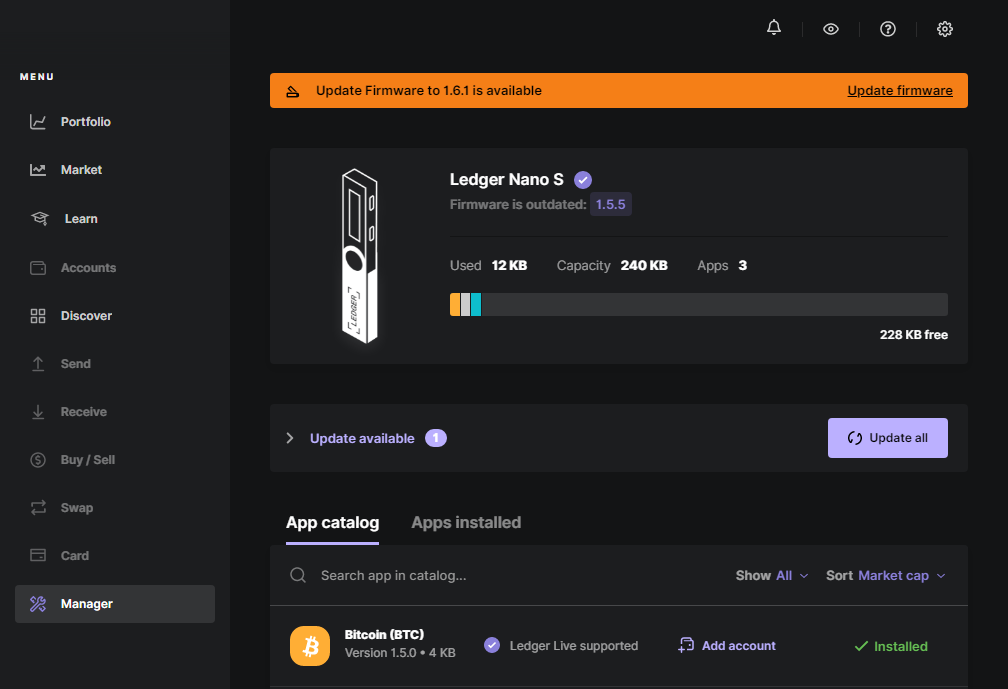 MENU
Portfolio
Market
Learn
Accounts
Discover
Send
Receive
Buy / Sell
Swap
Card
Manager
Update Firmware to 1.6.1 is available
Update firmware
LEDGER
Ledger Nano S
Firmware is outdated: 1.5.5
Used 12 KB Capacity 240 KB Apps 3
228 KB free
Update available 1
Update all
App catalog Apps installed
Search app in catalog...
Show All Sort Market cap
Bitcoin (BTC)
Version 1.5.0 • 4 KB
Ledger Live supported
Add account
Installed